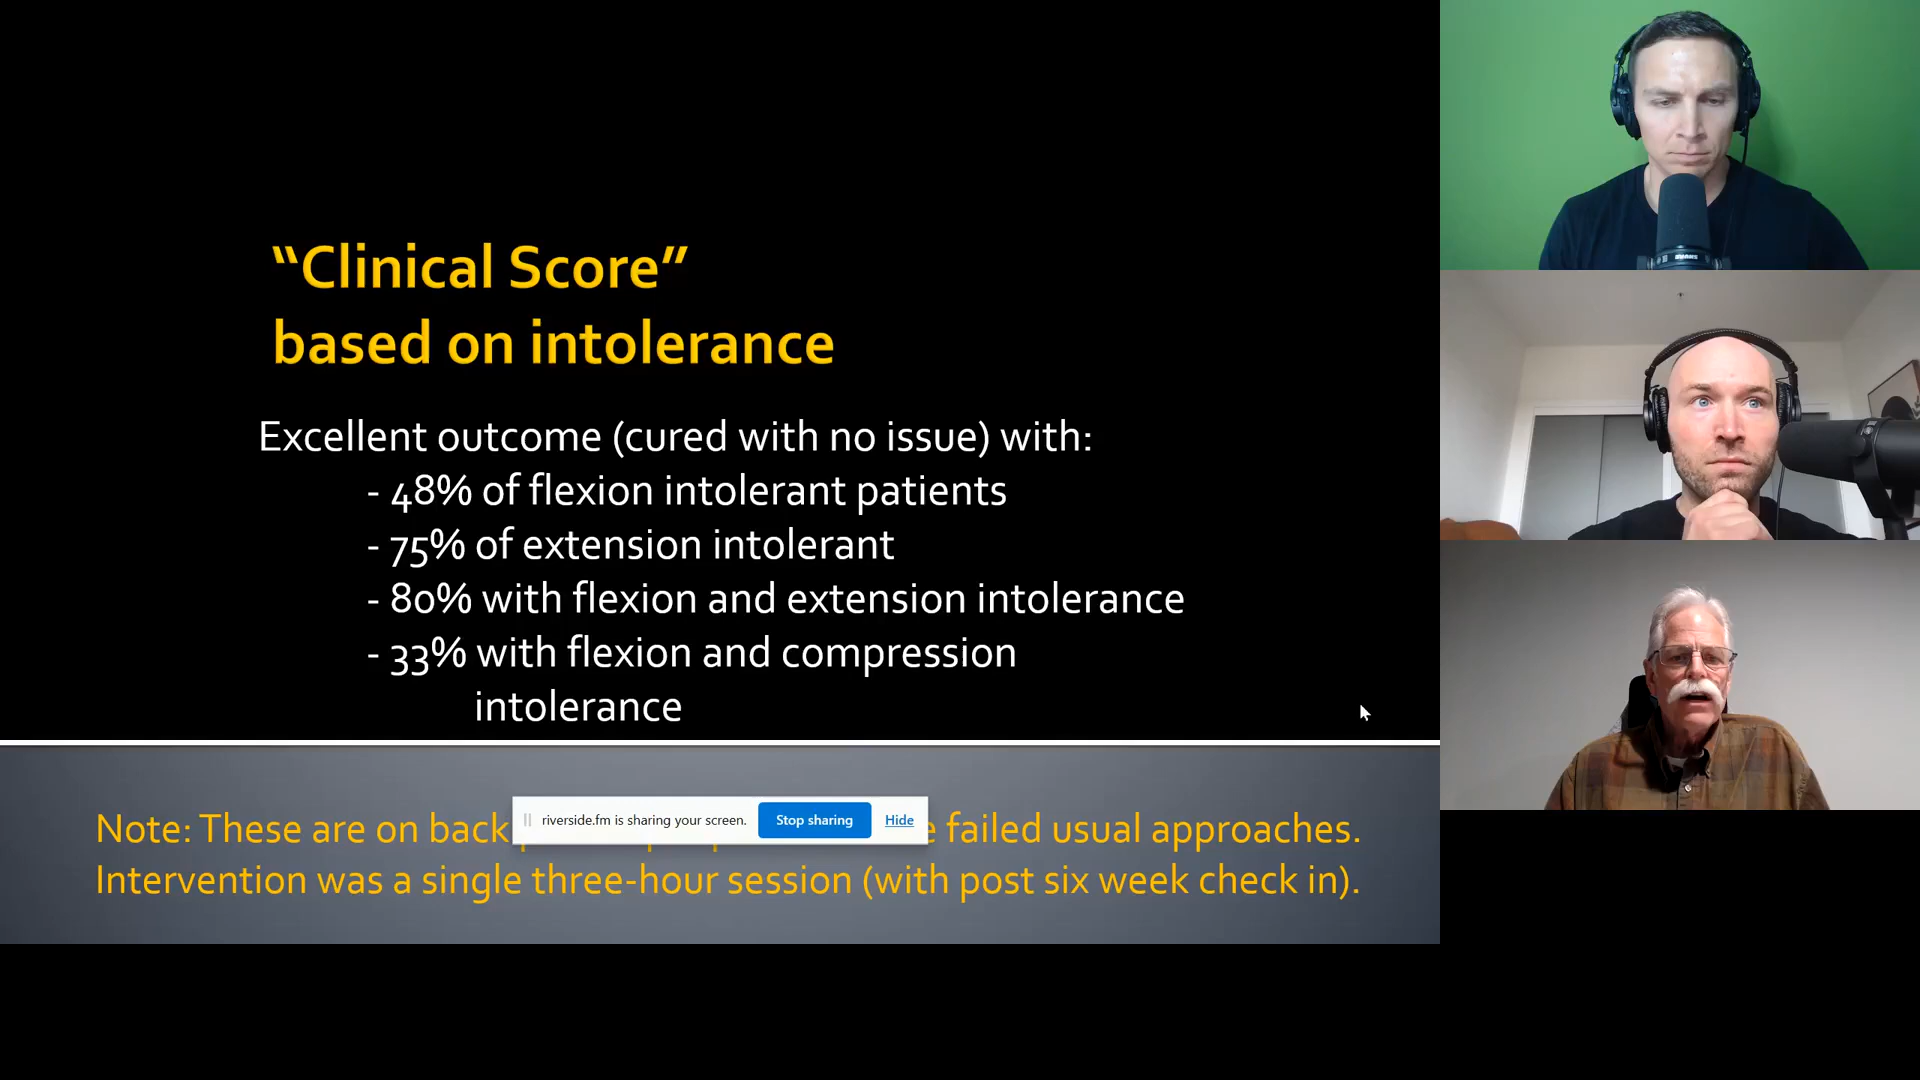 “Clinical Score”
based on intolerance
Excellent outcome (cured with no issue) with:
- 48% of flexion intolerant patients
- 75% of extension intolerant
- 80% with flexion and extension intolerance
- 33% with flexion and compression
intolerance
Note: These are on back failed usual approaches.
Intervention was a single three-hour session (with post six week check in).
riverside.fm is sharing your screen. Stop sharing Hide